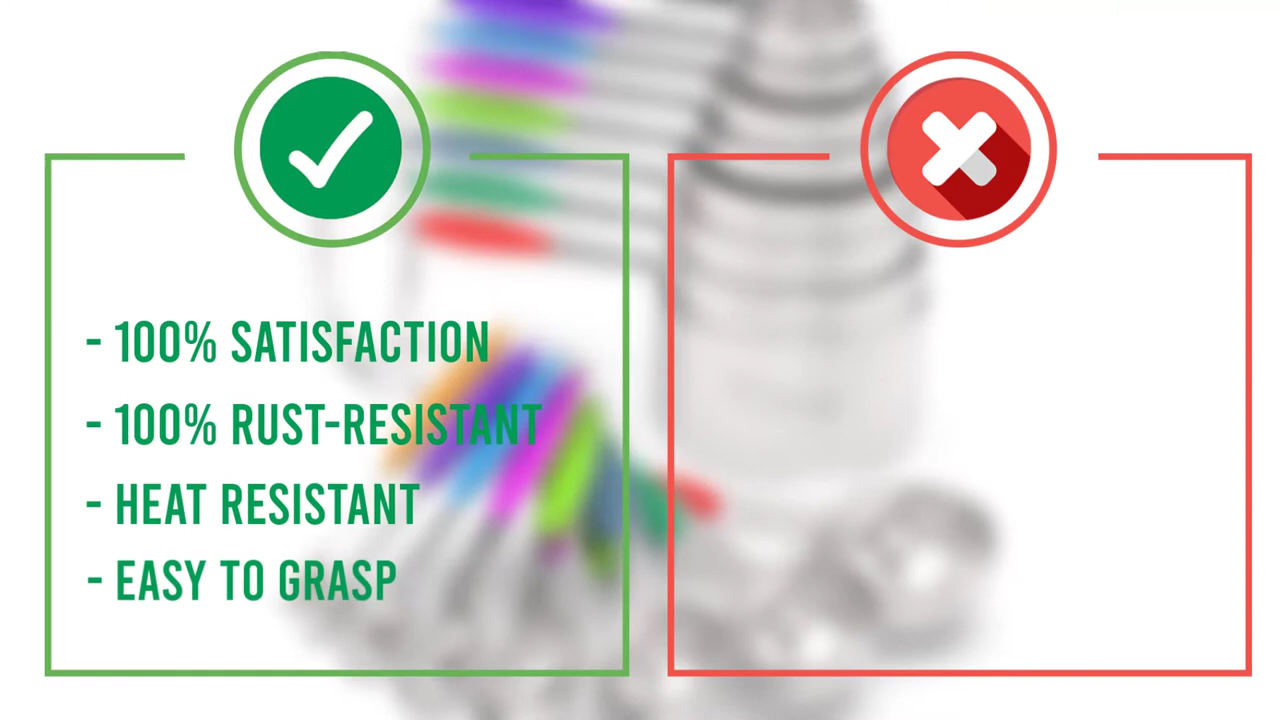 - 100% SATISFACTION
- 100% RUST-RESISTANT
- HEAT RESISTANT
- EASY TO GRASP